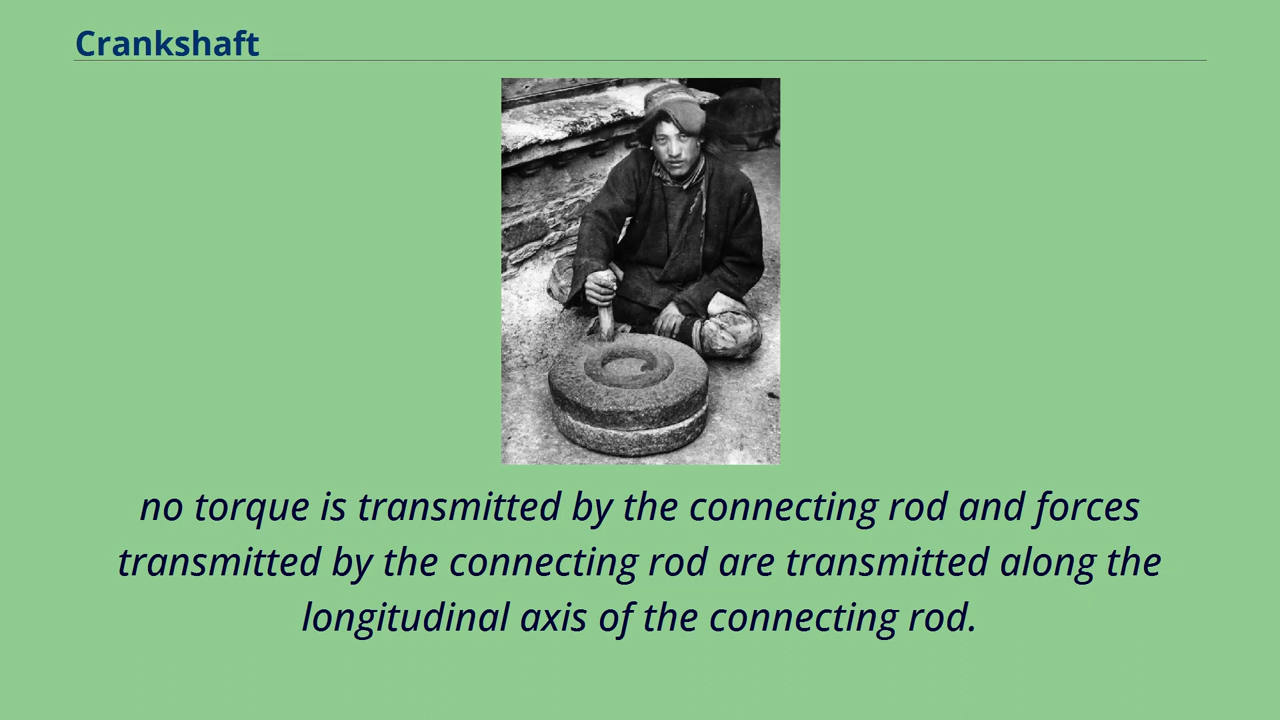 Crankshaft
no torque is transmitted by the connecting rod and forces
transmitted by the connecting rod are transmitted along the
longitudinal axis of the connecting rod.